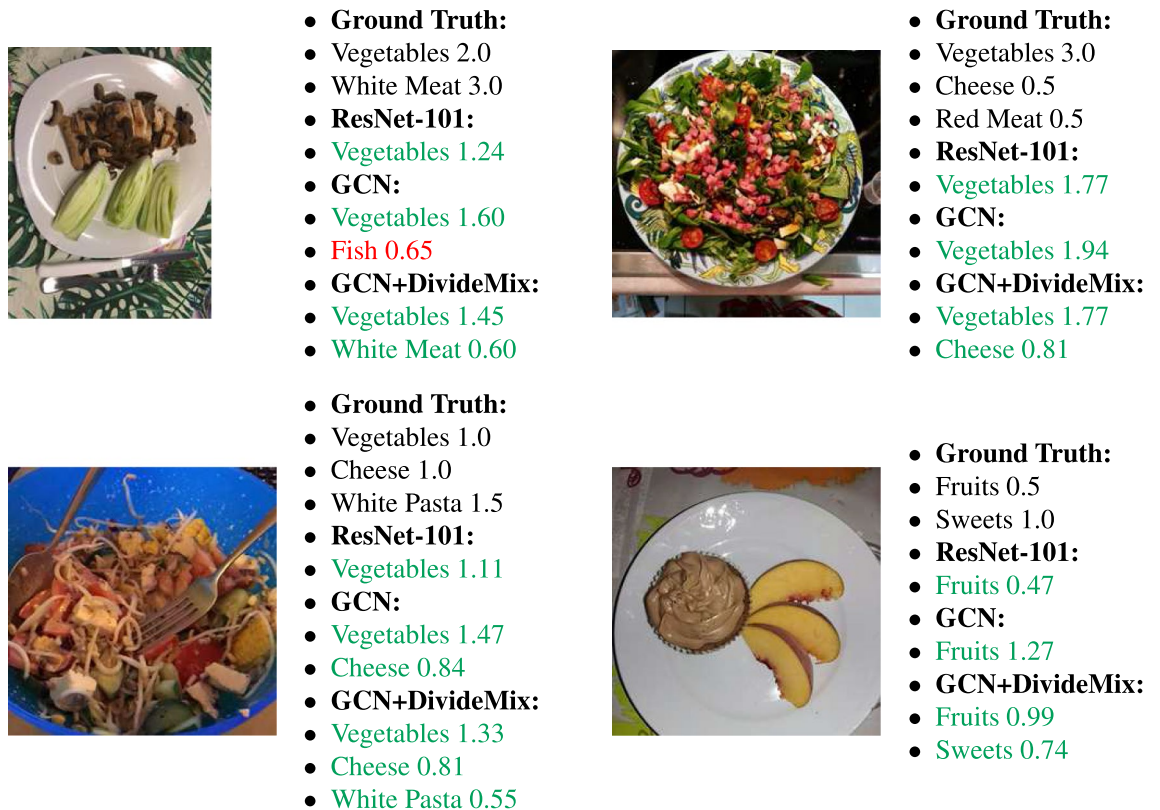 • Ground Truth:
• Vegetables 2.0
• White Meat 3.0
• ResNet-101:
• Vegetables 1.24
• GCN:
• Vegetables 1.60
• Fish 0.65
• GCN+DivideMix:
• Vegetables 1.45
• White Meat 0.60
• Ground Truth:
• Vegetables 3.0
• Cheese 0.5
• Red Meat 0.5
• ResNet-101:
• Vegetables 1.77
• GCN:
• Vegetables 1.94
• GCN+DivideMix:
• Vegetables 1.77
• Cheese 0.81
• Ground Truth:
• Vegetables 1.0
• Cheese 1.0
• White Pasta 1.5
• ResNet-101:
• Vegetables 1.11
• GCN:
• Vegetables 1.47
• Cheese 0.84
• GCN+DivideMix:
• Vegetables 1.33
• Cheese 0.81
• White Pasta 0.55
• Ground Truth:
• Fruits 0.5
• Sweets 1.0
• ResNet-101:
• Fruits 0.47
• GCN:
• Fruits 1.27
• GCN+DivideMix:
• Fruits 0.99
• Sweets 0.74